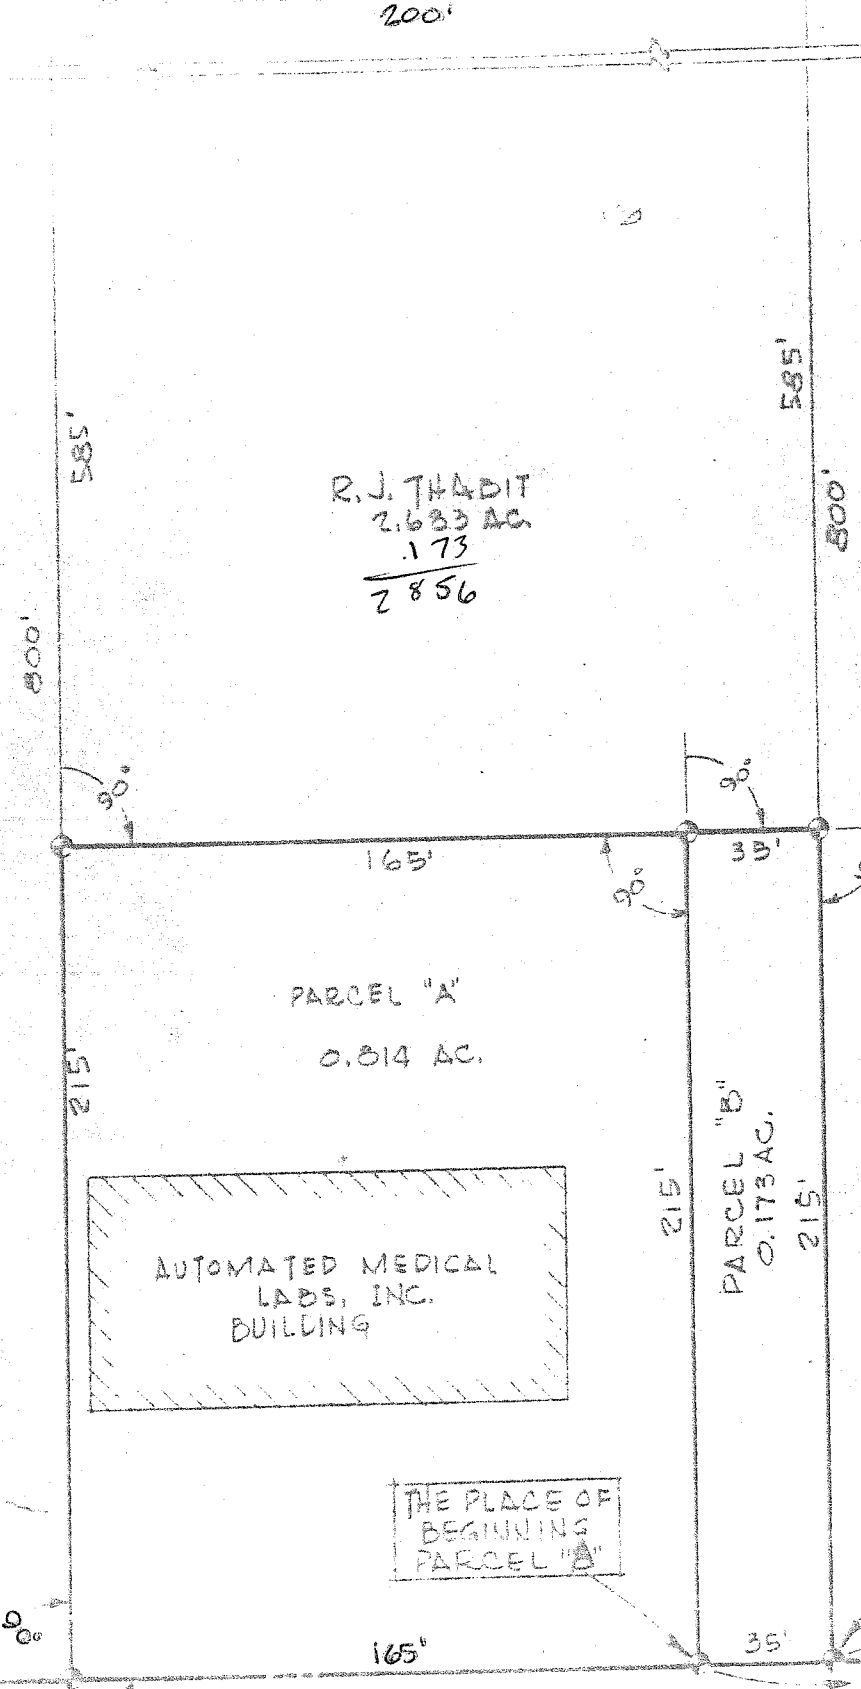 200'
585'
585'
800'
R.J. THABIT
2.683 AC.
.173
2 856
800'
90°
90°
165'
35'
90°
PARCEL "A"
0.814 AC.
215'
PARCEL "B"
0.173 AC.
215'
215'
AUTOMATED MEDICAL
LABS, INC.
BUILDING
THE PLACE OF
BEGINNING
PARCEL
165'
35'